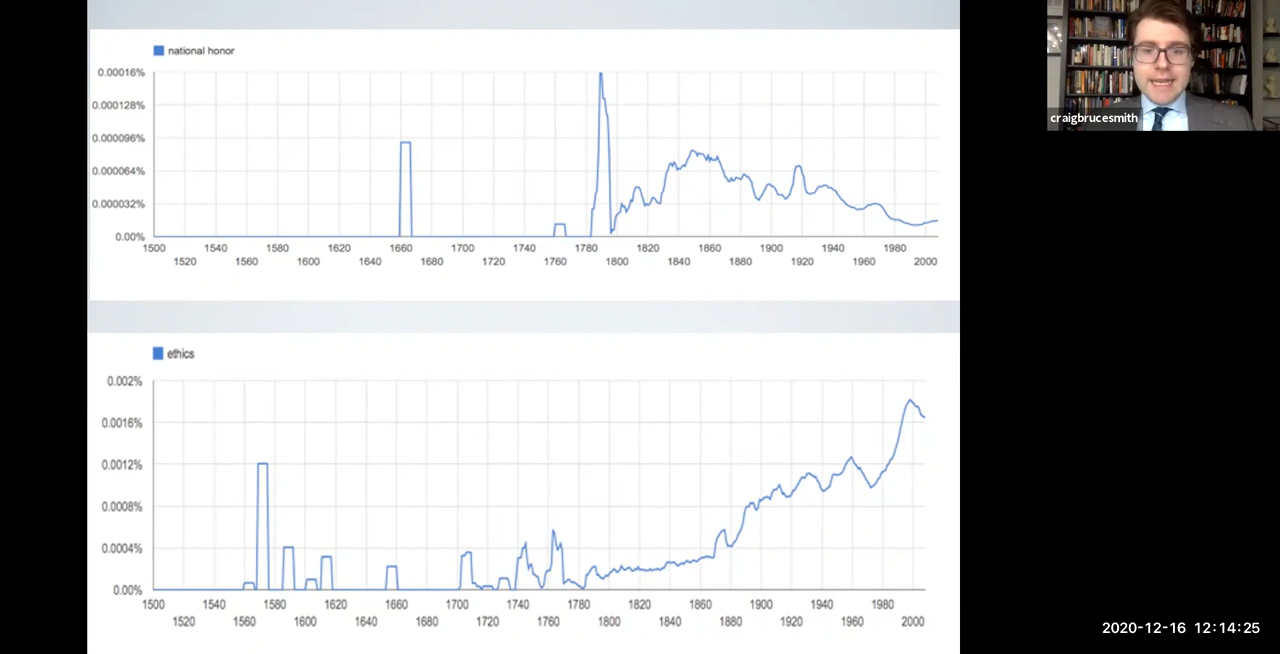 national honor
0.00016%
0.000128%
0.000096%
0.000064%
0.000032%
0.00%
1500 1540 1580 1620 1660 1700 1740 1780 1820 1860 1900 1940 1980
1520 1560 1600 1640 1680 1720 1760 1800 1840 1880 1920 1960 2000
ethics
0.002%
0.0016%
0.0012%
0.0008%
0.0004%
0.00%
1500 1540 1580 1620 1660 1700 1740 1780 1820 1860 1900 1940 1980
1520 1560 1600 1640 1680 1720 1760 1800 1840 1880 1920 1960 2000
craigbrucesmith
2020-12-16 12:14:25